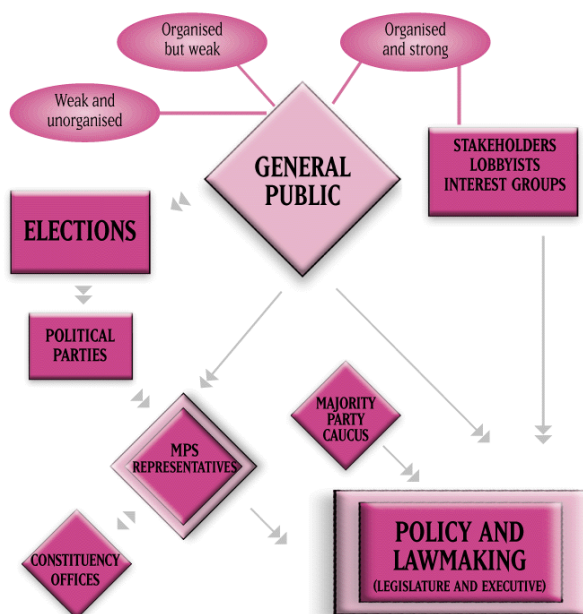 Organised
but weak
Organised
and strong
Weak and
unorganised
GENERAL
PUBLIC
STAKEHOLDERS
LOBBYISTS
INTEREST GROUPS
ELECTIONS
POLITICAL
PARTIES
MAJORITY
PARTY
CAUCUS
MPS
REPRESENTATIVES
POLICY AND
LAWMAKING
(LEGISLATURE AND EXECUTIVE)
CONSTITUENCY
OFFICES